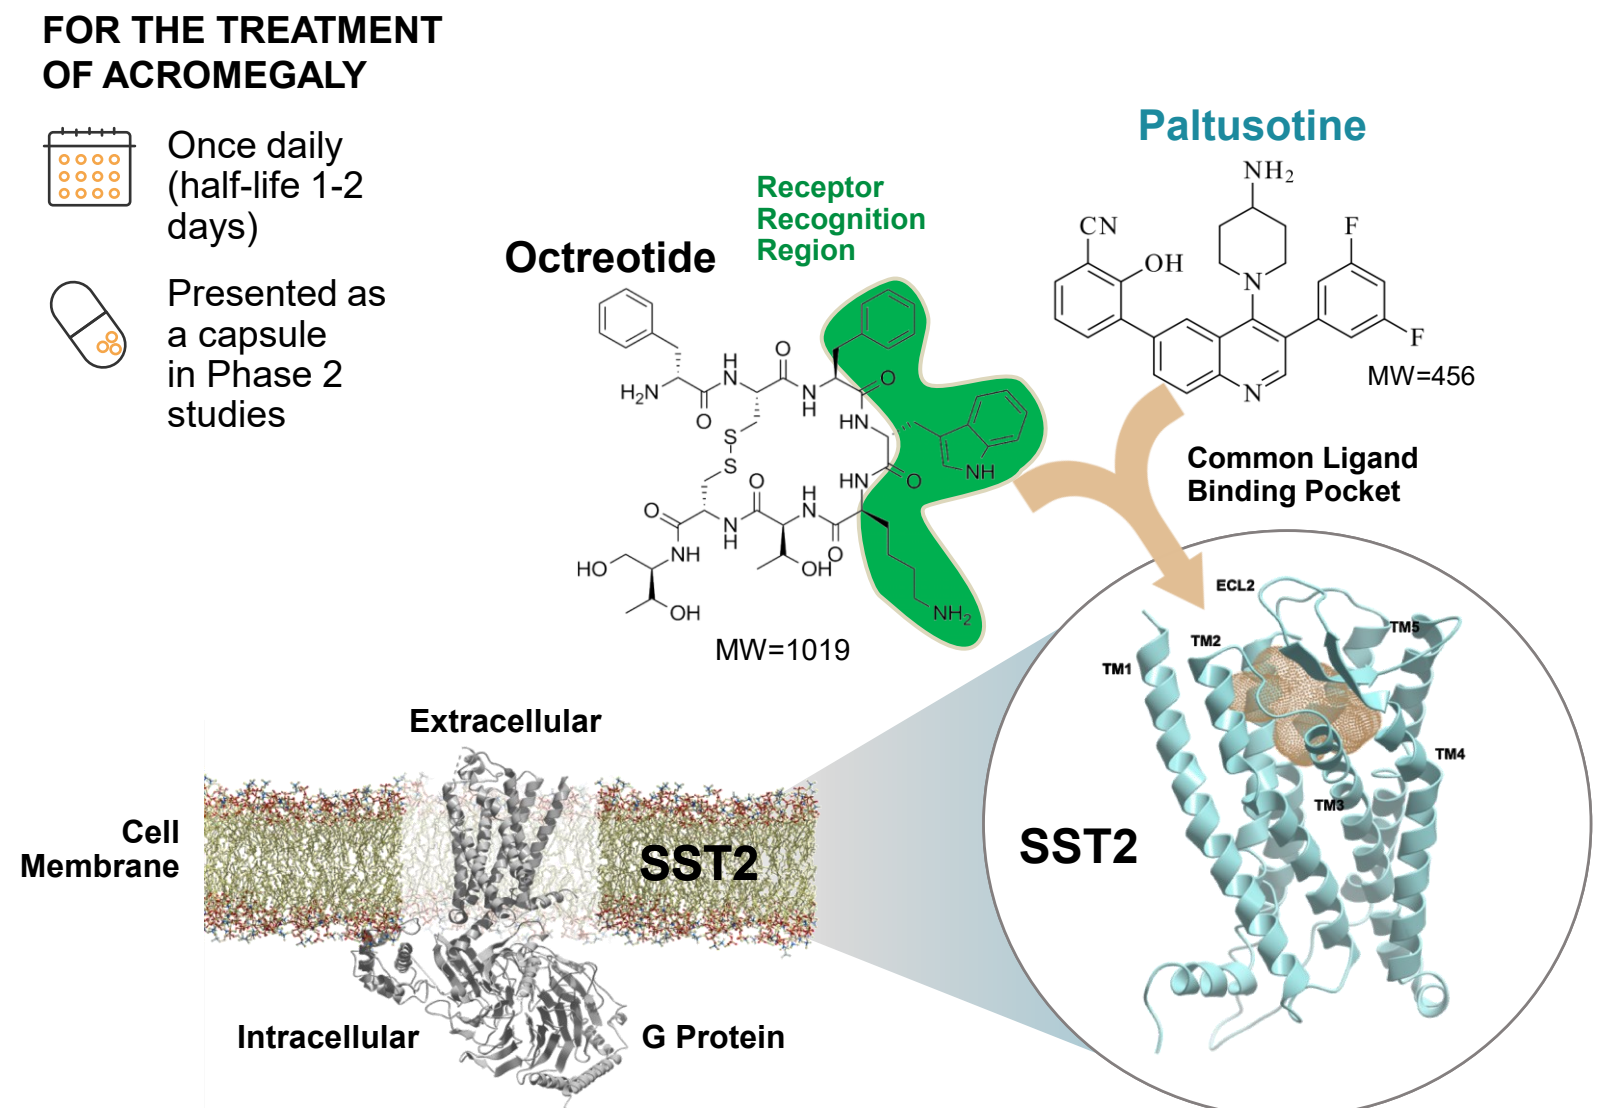 FOR THE TREATMENT
OF ACROMEGALY
Once daily
(half-life 1-2
days)
Presented as
a capsule
in Phase 2
studies
Octreotide
Receptor
Recognition
Region
H₂N
O
H
N
O
N
H
O
HN
NH
O
HN
S
S
O
O
H
N
N
H
O
OH
NH
HO
OH
NH₂
MW=1019
Paltusotine
NH₂
CN
OH
N
F
F
N
MW=456
Common Ligand
Binding Pocket
ECL2
TM5
TM2
TM1
TM4
TM3
SST2
Extracellular
Cell
Membrane
SST2
Intracellular
G Protein